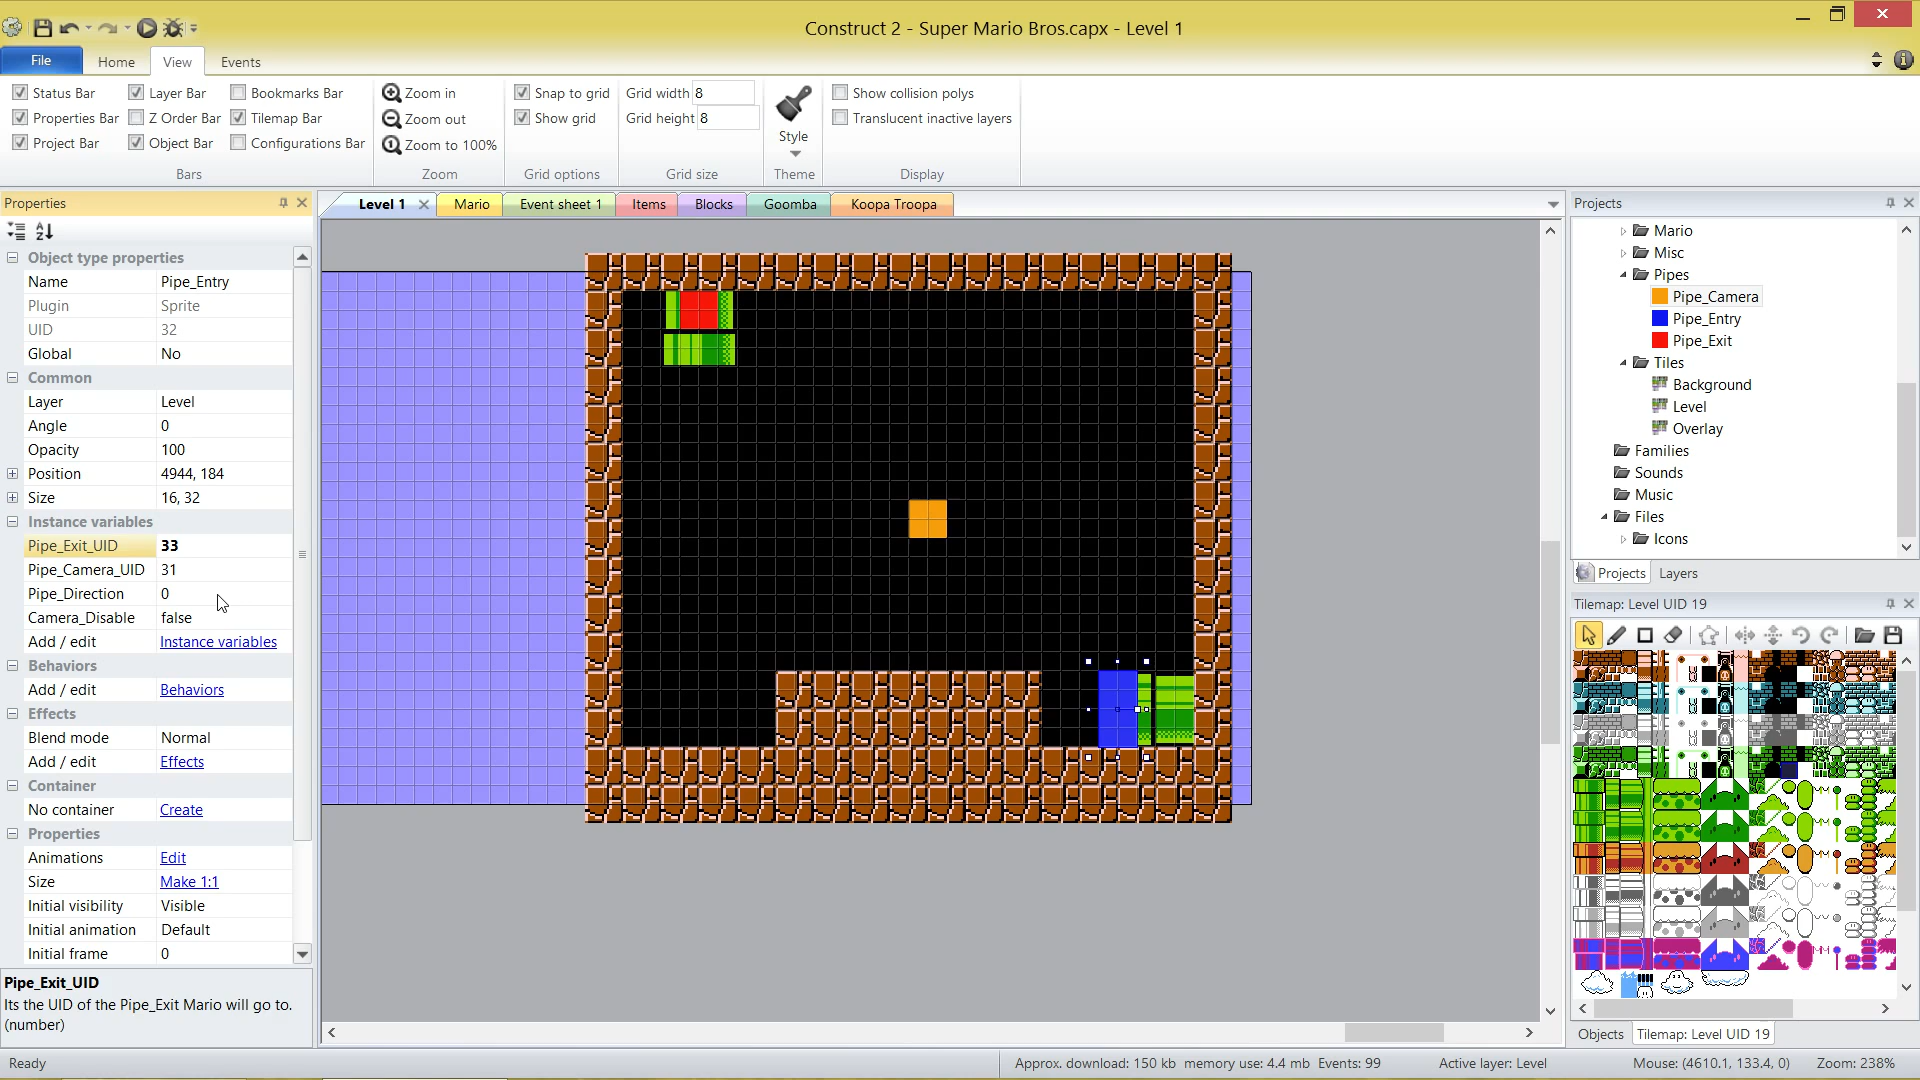 Construct 2 - Super Mario Bros.capx - Level 1
File Home View Events
Status Bar Layer Bar Bookmarks Bar Zoom in Snap to grid Grid width 8 Show collision polys
Properties Bar Z Order Bar Tilemap Bar Zoom out Show grid Grid height 8 Translucent inactive layers
Style
Project Bar Object Bar Configurations Bar Zoom to 100%
Bars Zoom Grid options Grid size Theme Display
Properties
Level 1 Mario Event sheet 1 Items Blocks Goomba Koopa Troopa
Object type properties
Name Pipe_Entry
Plugin Sprite
UID 32
Global No
Common
Layer Level
Angle 0
Opacity 100
Position 4944, 184
Size 16, 32
Instance variables
Pipe_Exit_UID 33
Pipe_Camera_UID 31
Pipe_Direction 0
Camera_Disable false
Add / edit Instance variables
Behaviors
Add / edit Behaviors
Effects
Blend mode Normal
Add / edit Effects
Container
No container Create
Properties
Animations Edit
Size Make 1:1
Initial visibility Visible
Initial animation Default
Initial frame 0
Pipe_Exit_UID
Its the UID of the Pipe_Exit Mario will go to.
(number)
Projects
Mario
Misc
Pipes
Pipe_Camera
Pipe_Entry
Pipe_Exit
Tiles
Background
Level
Overlay
Families
Sounds
Music
Files
Icons
Projects Layers
Tilemap: Level UID 19
Objects Tilemap: Level UID 19
Ready Approx. download: 150 kb memory use: 4.4 mb Events: 99 Active layer: Level Mouse: (4610.1, 133.4, 0) Zoom: 238%